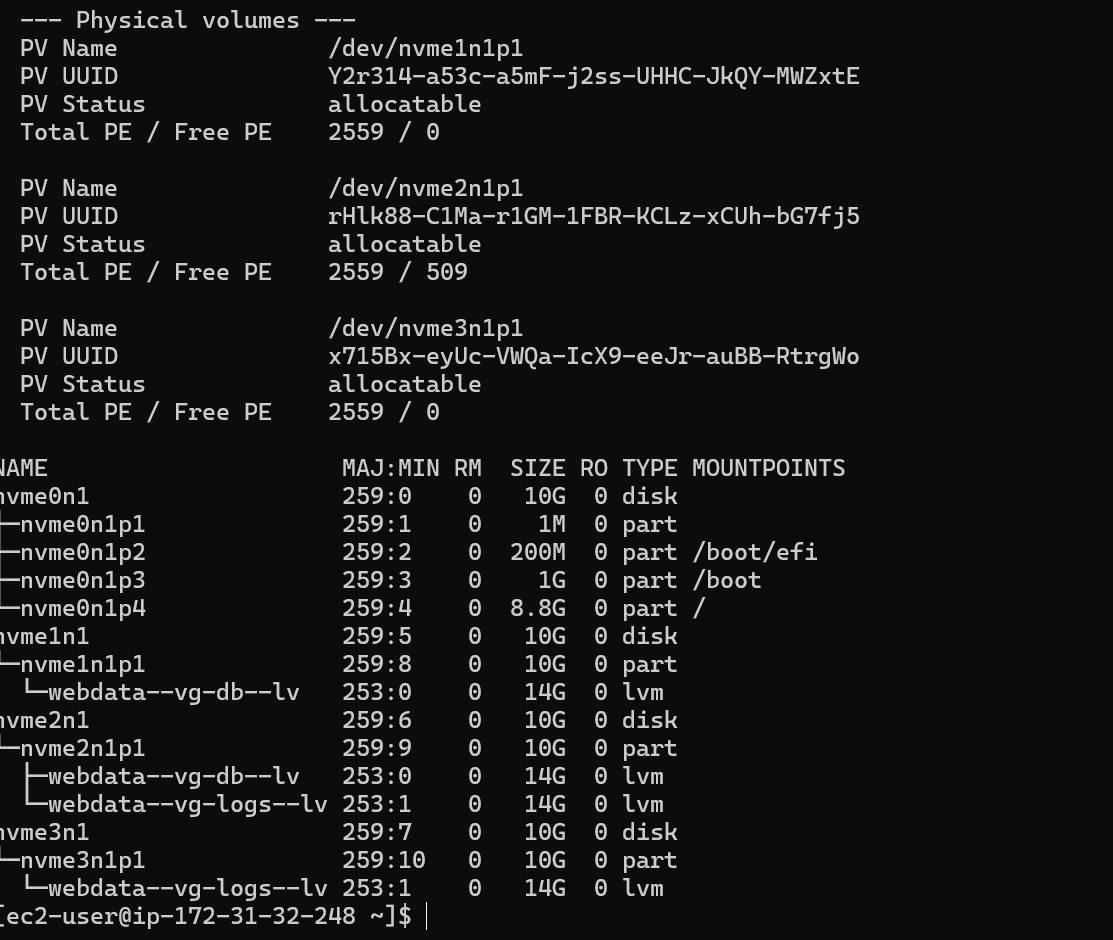 --- Physical volumes ---
PV Name               /dev/nvme1n1p1
PV UUID               Y2r314-a53c-a5mF-j2ss-UHHC-JkQY-MWZxtE
PV Status             allocatable
Total PE / Free PE    2559 / 0

PV Name               /dev/nvme2n1p1
PV UUID               rHlk88-C1Ma-r1GM-1FBR-KCLz-xCUh-bG7fj5
PV Status             allocatable
Total PE / Free PE    2559 / 509

PV Name               /dev/nvme3n1p1
PV UUID               x715Bx-eyUc-VWQa-IcX9-eeJr-auBB-RtrgWo
PV Status             allocatable
Total PE / Free PE    2559 / 0

NAME                     MAJ:MIN RM  SIZE RO TYPE MOUNTPOINTS
nvme0n1                  259:0    0   10G  0 disk
├─nvme0n1p1              259:1    0    1M  0 part
├─nvme0n1p2              259:2    0  200M  0 part /boot/efi
├─nvme0n1p3              259:3    0    1G  0 part /boot
└─nvme0n1p4              259:4    0  8.8G  0 part /
nvme1n1                  259:5    0   10G  0 disk
└─nvme1n1p1              259:8    0   10G  0 part
  └─webdata--vg-db--lv   253:0    0   14G  0 lvm
nvme2n1                  259:6    0   10G  0 disk
└─nvme2n1p1              259:9    0   10G  0 part
  ├─webdata--vg-db--lv   253:0    0   14G  0 lvm
  └─webdata--vg-logs--lv 253:1    0   14G  0 lvm
nvme3n1                  259:7    0   10G  0 disk
└─nvme3n1p1              259:10   0   10G  0 part
  └─webdata--vg-logs--lv 253:1    0   14G  0 lvm
[ec2-user@ip-172-31-32-248 ~]$